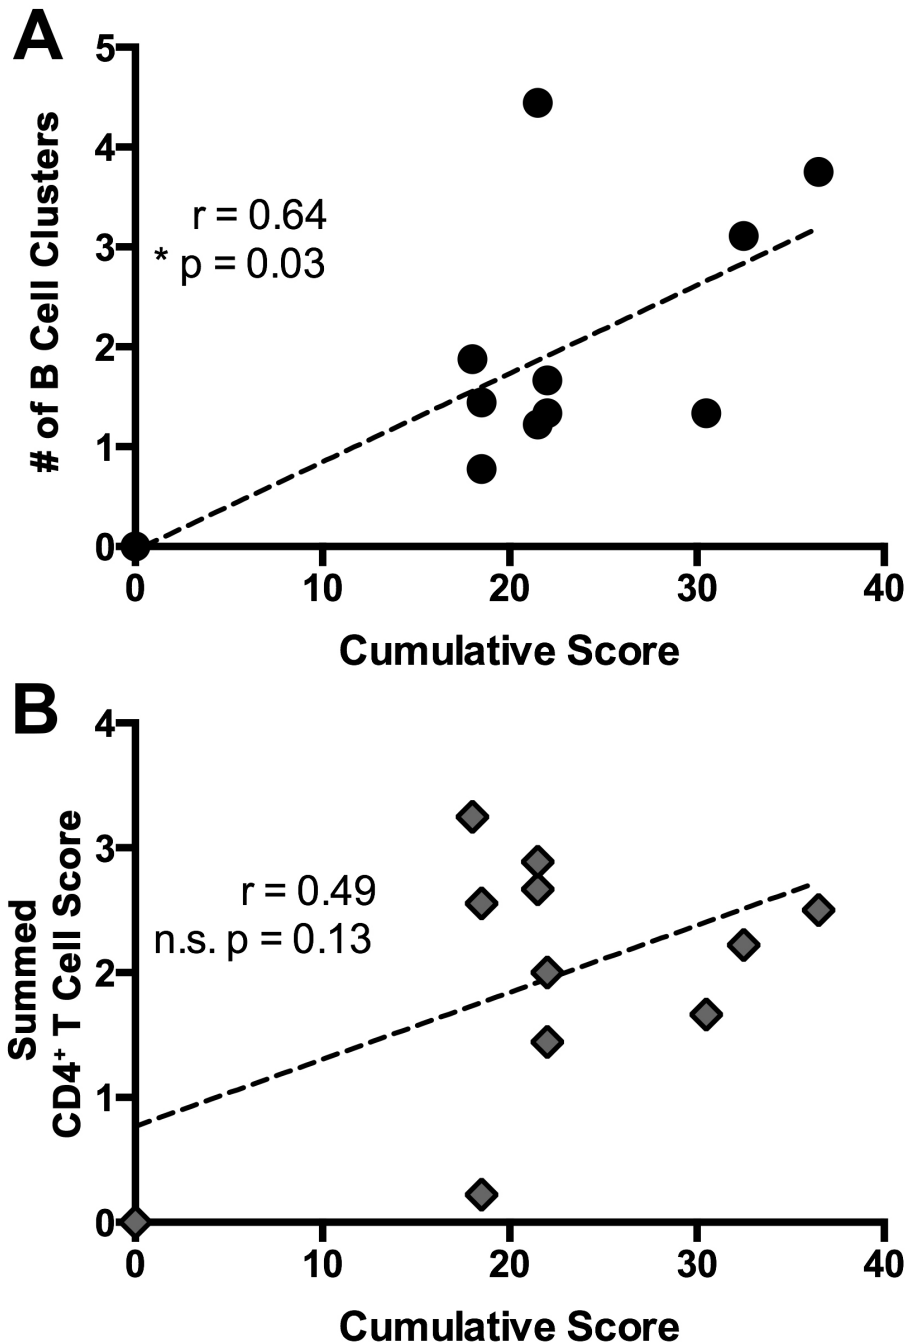 A
5
4
3
2
1
0
# of B Cell Clusters
r = 0.64
* p = 0.03
0 10 20 30 40
Cumulative Score
B
4
3
2
1
0
Summed
CD4⁺ T Cell Score
r = 0.49
n.s. p = 0.13
0 10 20 30 40
Cumulative Score